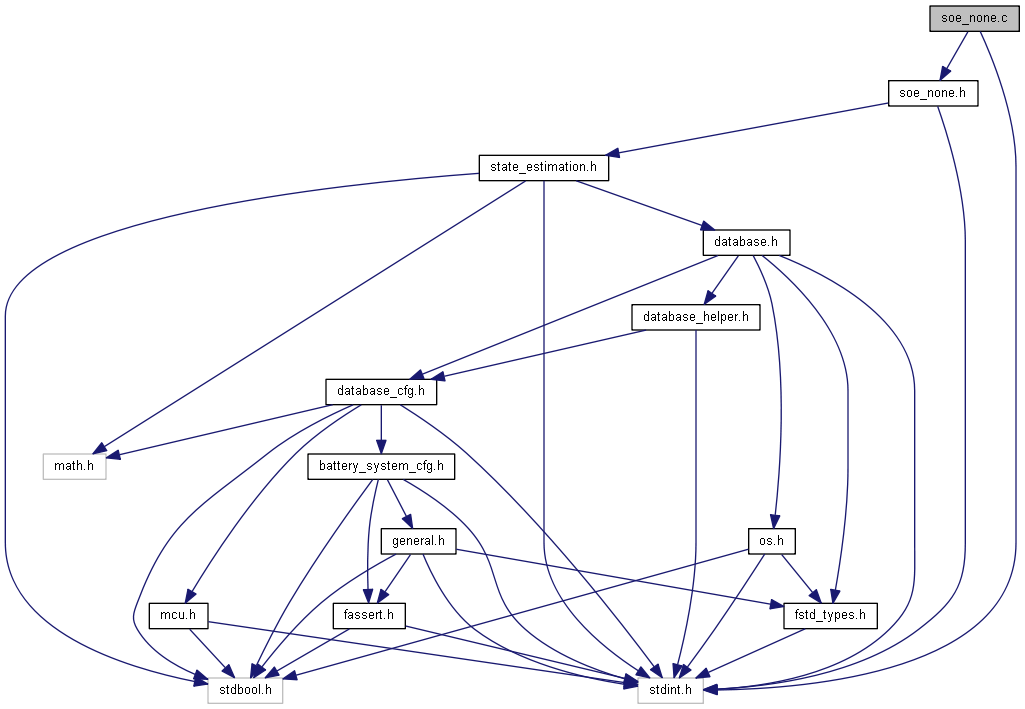 soe_none.c
soe_none.h
state_estimation.h
database.h
database_helper.h
database_cfg.h
math.h
battery_system_cfg.h
general.h
os.h
mcu.h
fassert.h
fstd_types.h
stdbool.h
stdint.h